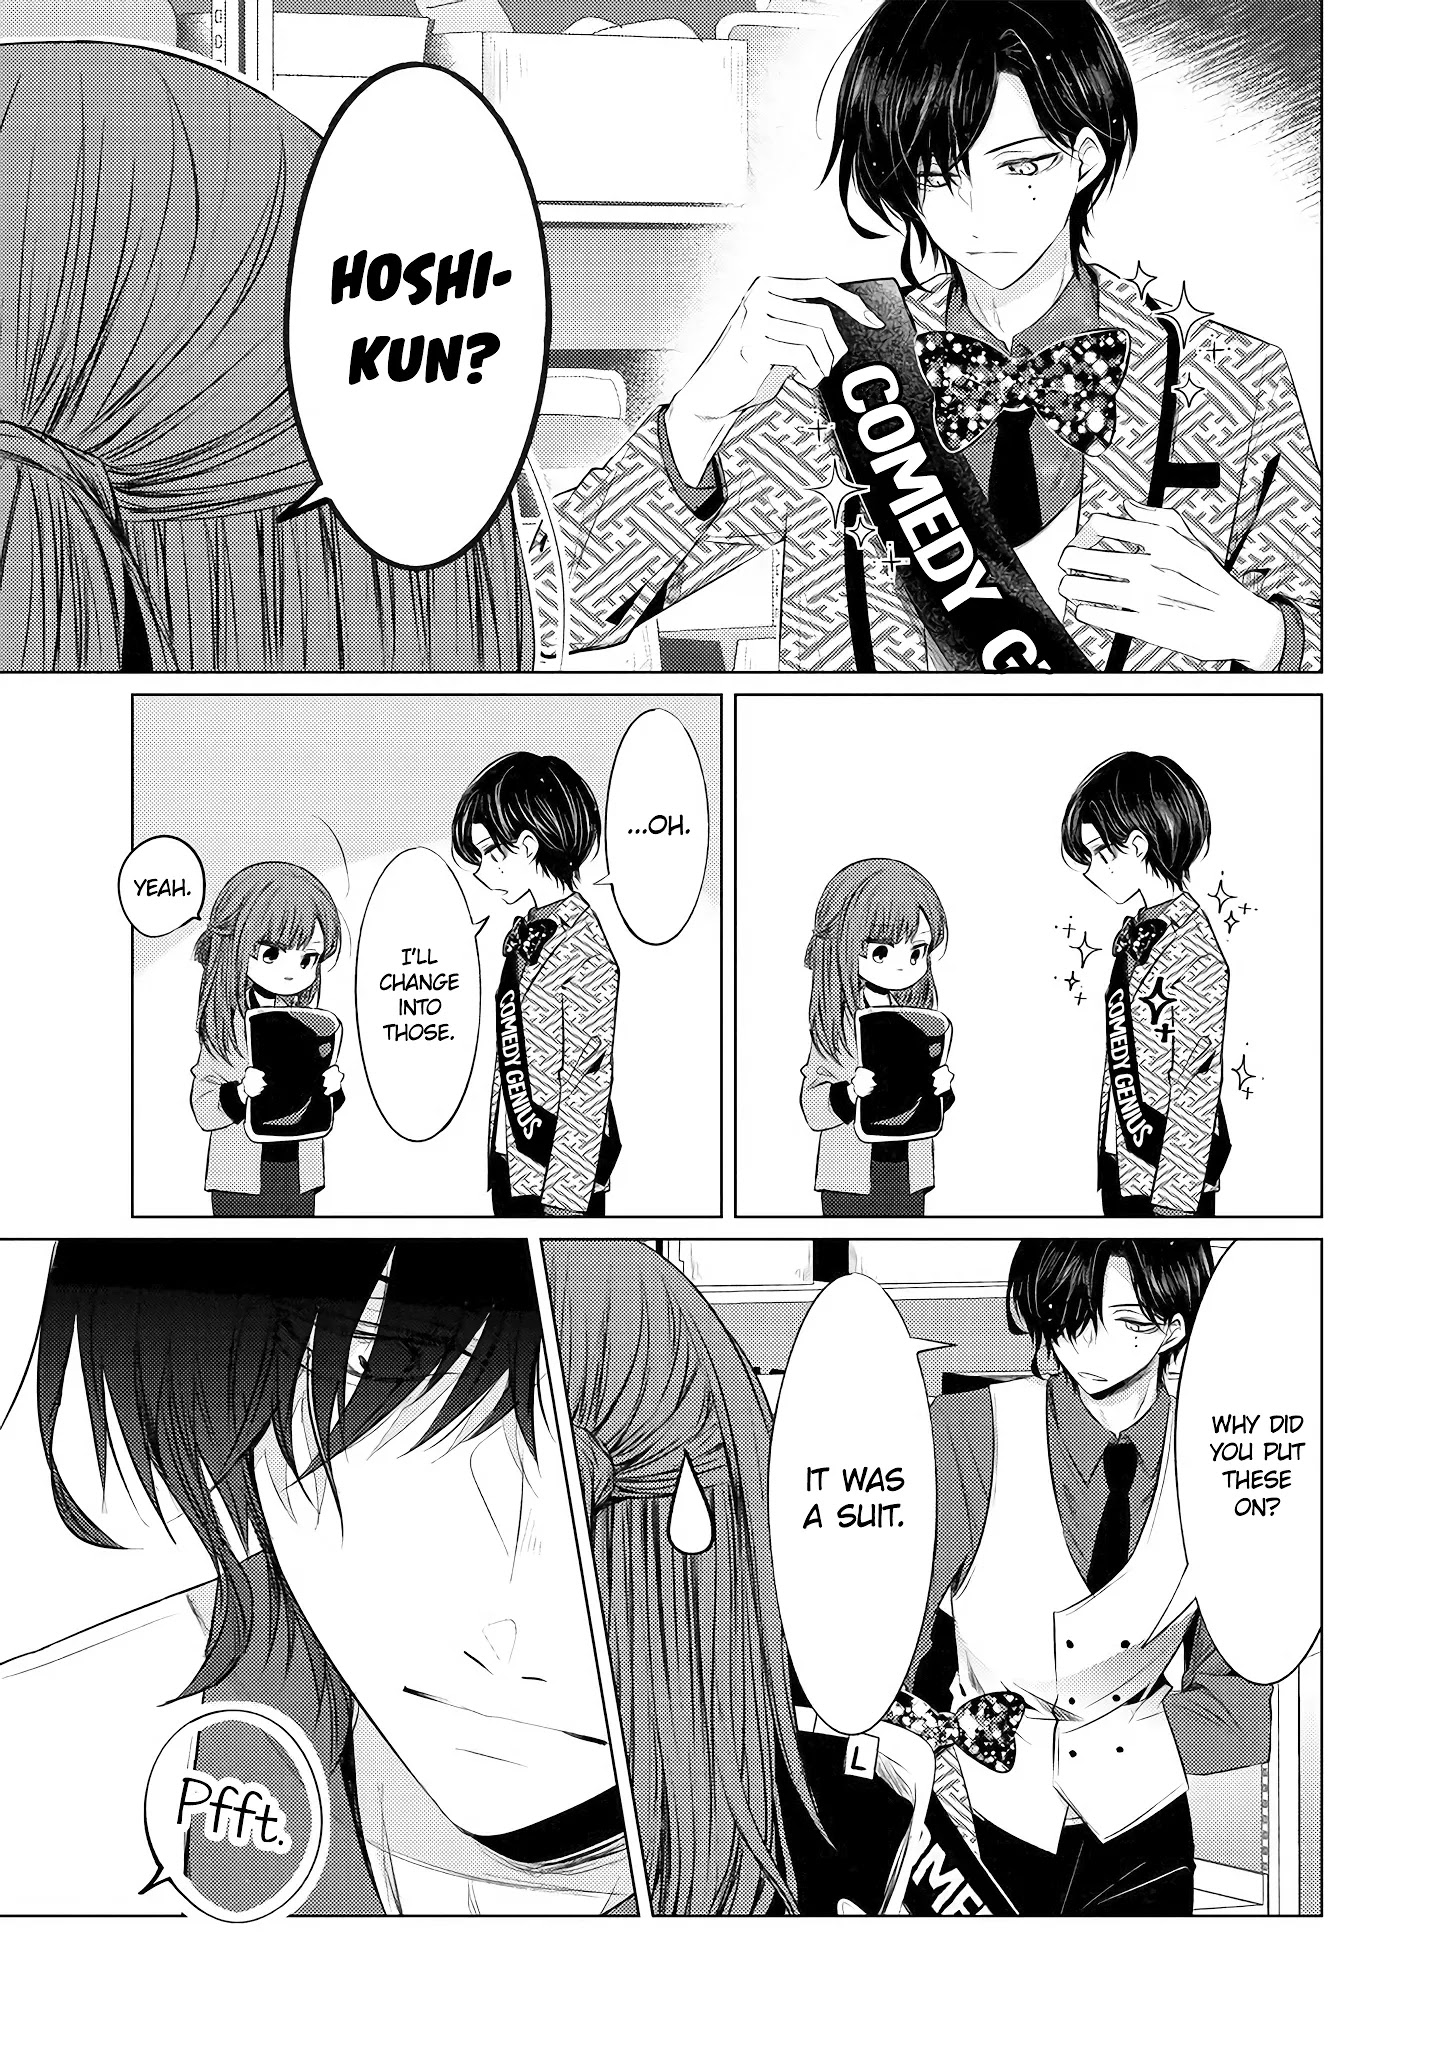 HOSHI-
KUN?
COMEDY G
COMEDY GENIUS
...OH.
I'LL
CHANGE
INTO
THOSE.
YEAH.
COMEDY GENIUS
WHY DID
YOU PUT
THESE
ON?
IT WAS
A SUIT.
L
OMED
Pfft.